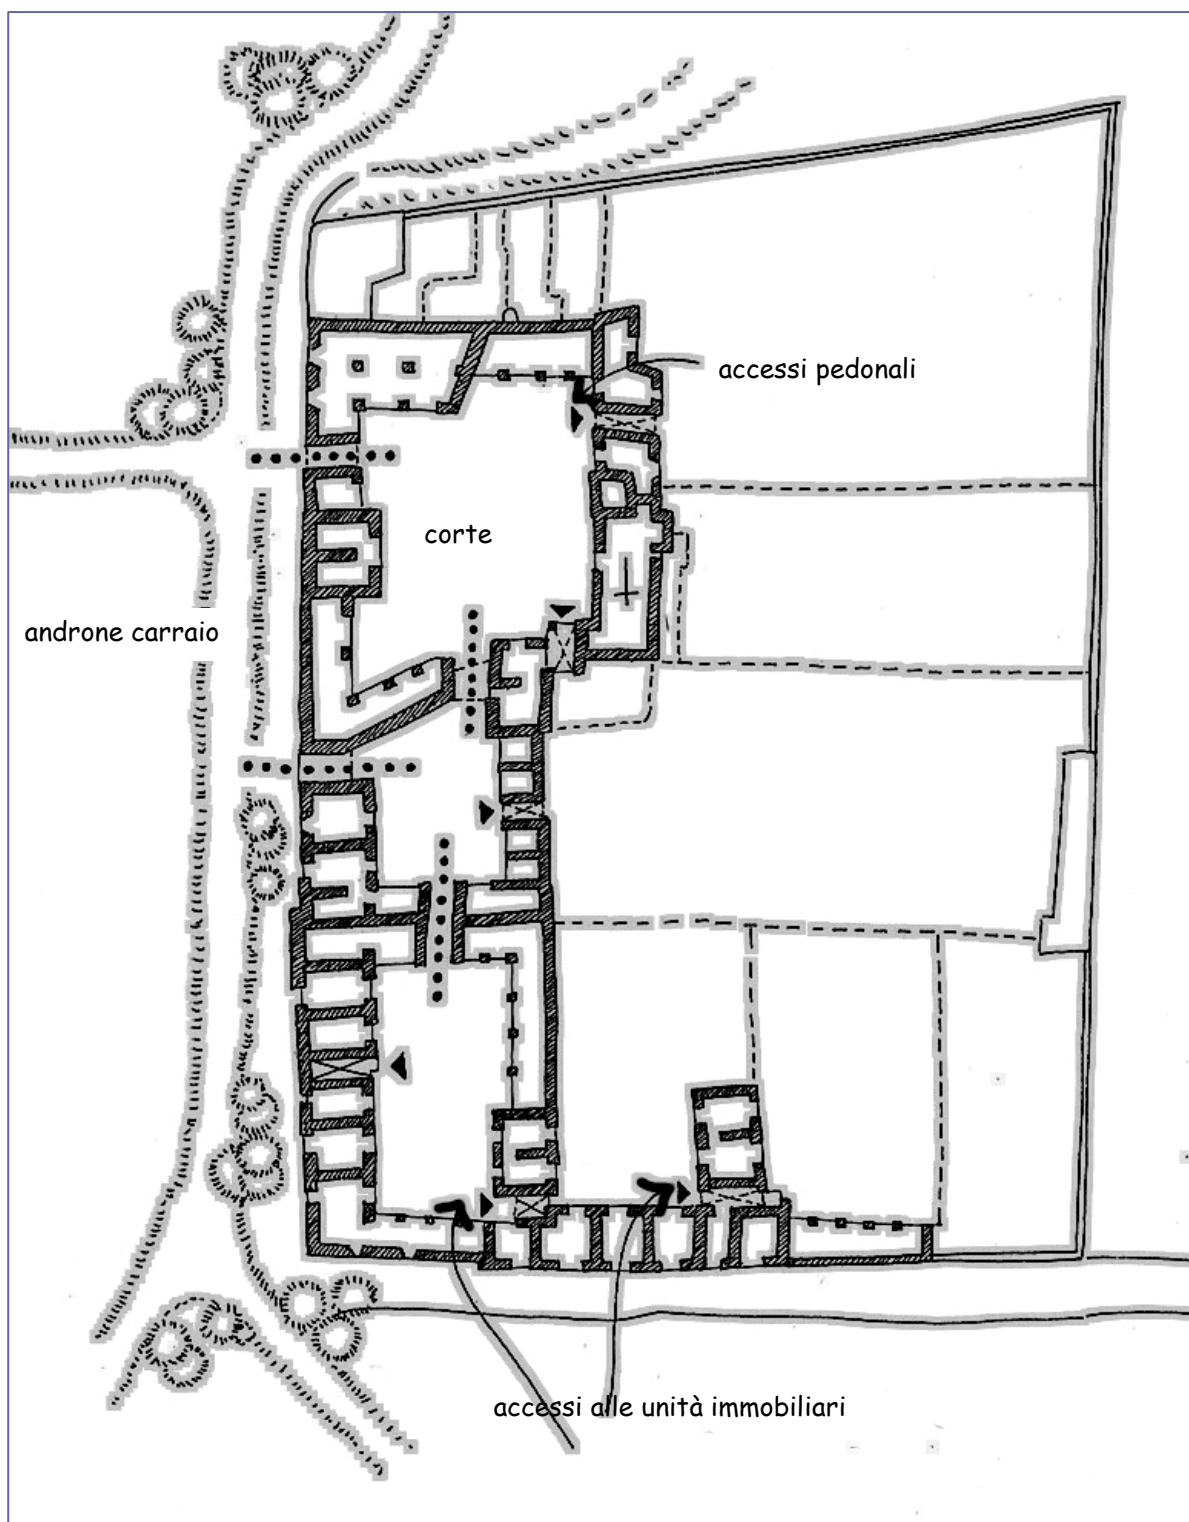 accessi pedonali
corte
androne carraio
accessi alle unità immobiliari